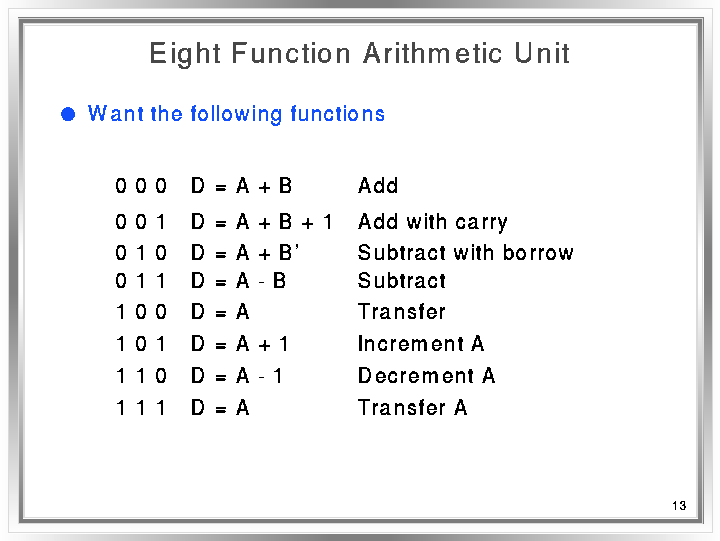 Eight Function Arithmetic Unit
● Want the following functions
0 0 0 D = A + B Add
0 0 1 D = A + B + 1 Add with carry
0 1 0 D = A + B’ Subtract with borrow
0 1 1 D = A - B Subtract
1 0 0 D = A Transfer
1 0 1 D = A + 1 Increment A
1 1 0 D = A - 1 Decrement A
1 1 1 D = A Transfer A
13